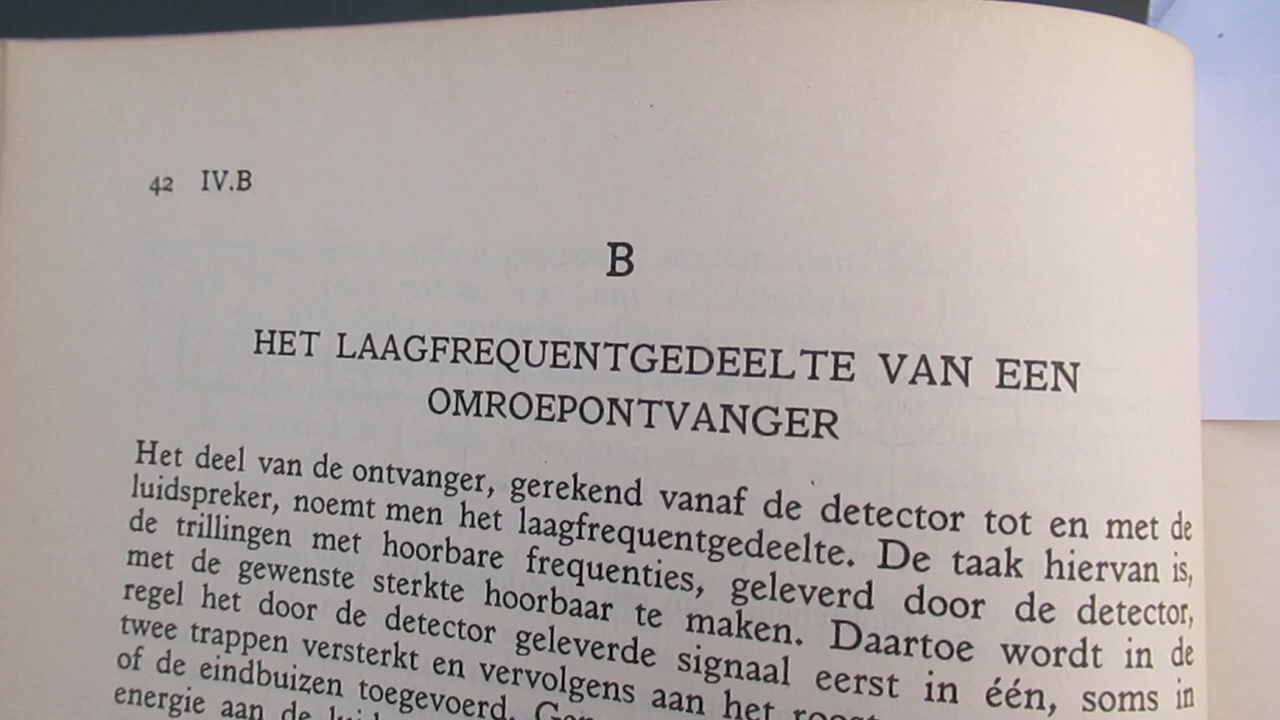 42 IV.B
B
HET LAAGFREQUENTGEDEELTE VAN EEN
OMROEPONTVANGER
Het deel van de ontvanger, gerekend vanaf de detector tot en met de
luidspreker, noemt men het laagfrequentgedeelte. De taak hiervan is,
de trillingen met hoorbare frequenties, geleverd door de detector,
met de gewenste sterkte hoorbaar te maken. Daartoe wordt in de
regel het door de detector geleverde signaal eerst in één, soms in
twee trappen versterkt en vervolgens aan het
of de eindbuizen toegevoerd.
energie aan de